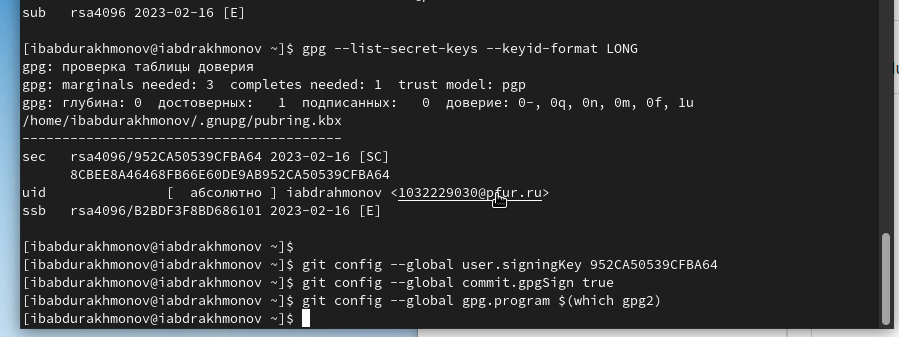 sub   rsa4096 2023-02-16 [E]
[ibabdurakhmonov@iabdrakhmonov ~]$ gpg --list-secret-keys --keyid-format LONG
gpg: проверка таблицы доверия
gpg: marginals needed: 3  completes needed: 1  trust model: pgp
gpg: глубина: 0  достоверных:   1  подписанных:   0  доверие: 0-, 0q, 0n, 0m, 0f, 1u
/home/ibabdurakhmonov/.gnupg/pubring.kbx
----------------------------------------
sec   rsa4096/952CA50539CFBA64 2023-02-16 [SC]
      8CBEE8A46468FB66E60DE9AB952CA50539CFBA64
uid               [  абсолютно ] iabdrahmonov <1032229030@pfur.ru>
ssb   rsa4096/B2BDF3F8BD686101 2023-02-16 [E]
[ibabdurakhmonov@iabdrakhmonov ~]$
[ibabdurakhmonov@iabdrakhmonov ~]$ git config --global user.signingKey 952CA50539CFBA64
[ibabdurakhmonov@iabdrakhmonov ~]$ git config --global commit.gpgSign true
[ibabdurakhmonov@iabdrakhmonov ~]$ git config --global gpg.program $(which gpg2)
[ibabdurakhmonov@iabdrakhmonov ~]$